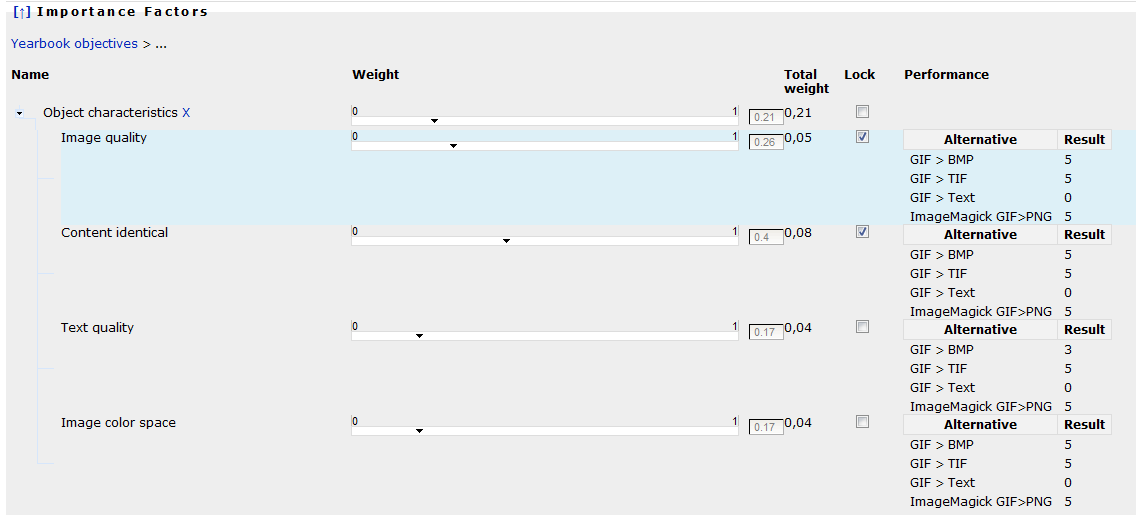 [↑] Importance Factors
Yearbook objectives > ...
Name Weight Total weight Lock Performance
Object characteristics X 0 1 0.21 0,21
Image quality 0 1 0.26 0,05 Alternative Result
GIF > BMP 5
GIF > TIF 5
GIF > Text 0
ImageMagick GIF>PNG 5
Content identical 0 1 0.4 0,08 Alternative Result
GIF > BMP 5
GIF > TIF 5
GIF > Text 0
ImageMagick GIF>PNG 5
Text quality 0 1 0.17 0,04 Alternative Result
GIF > BMP 3
GIF > TIF 5
GIF > Text 0
ImageMagick GIF>PNG 5
Image color space 0 1 0.17 0,04 Alternative Result
GIF > BMP 5
GIF > TIF 5
GIF > Text 0
ImageMagick GIF>PNG 5